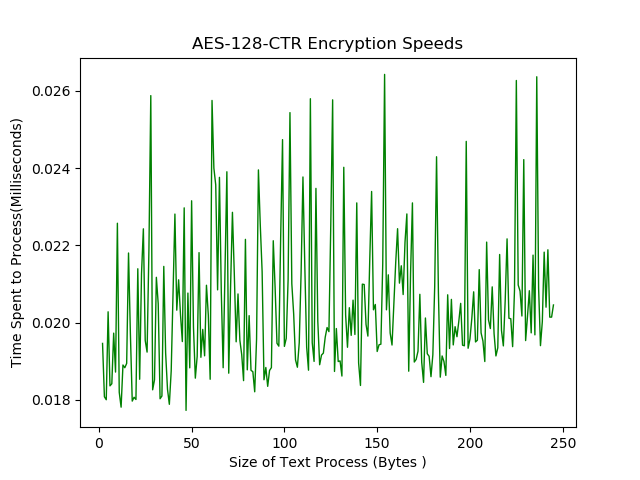 AES-128-CTR Encryption Speeds
0.026
0.024
0.022
0.020
0.018
Time Spent to Process(Milliseconds)
0 50 100 150 200 250
Size of Text Process (Bytes )